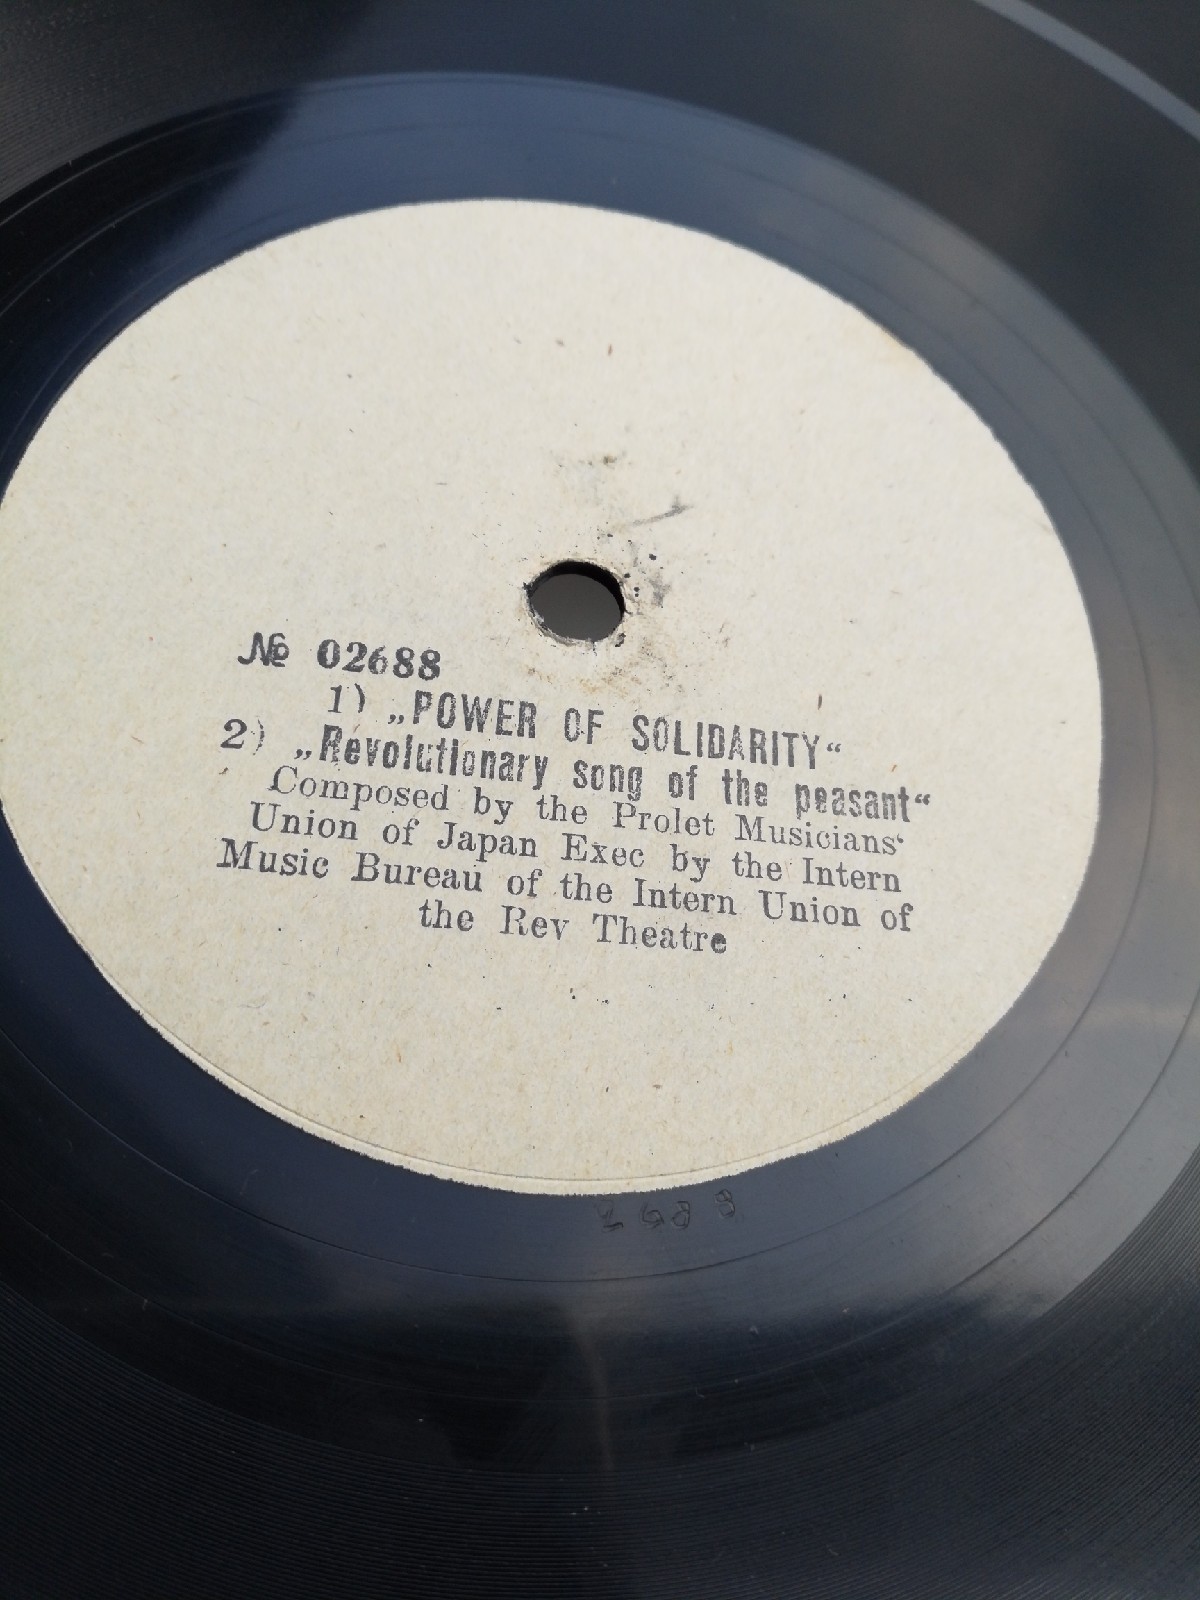 № 02688
1) „POWER OF SOLIDARITY“
2) „Revolutionary song of the peasant“
Composed by the Prolet Musicians‘
Union of Japan Exec by the Intern
Music Bureau of the Intern Union of
the Rev Theatre